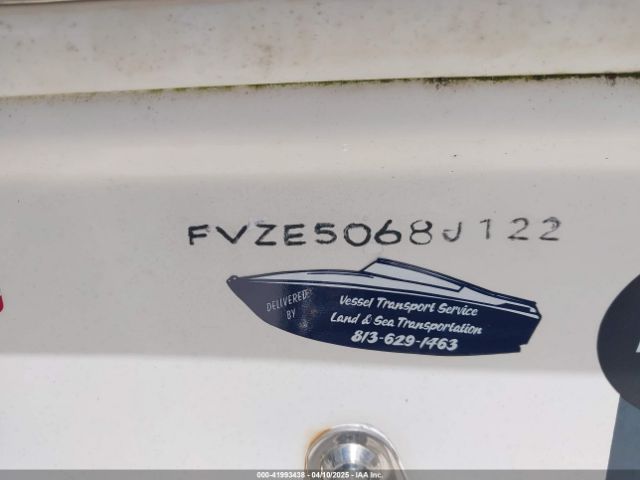 FVZE5068J122
DELIVERED
BY
Vessel Transport Service
Land & Sea Transportation
813-629-1463
000-41993438 - 04/10/2025 - IAA Inc.